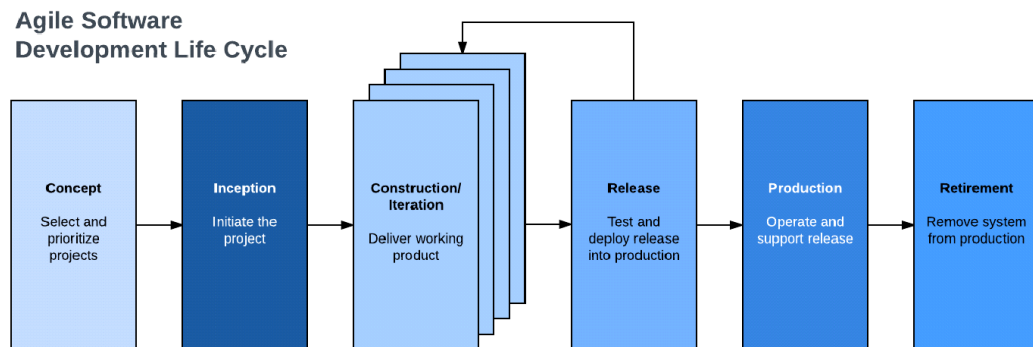 Agile Software
Development Life Cycle
Concept
Select and
prioritize
projects
Inception
Initiate the
project
Construction/
Iteration
Deliver working
product
Release
Test and
deploy release
into production
Production
Operate and
support release
Retirement
Remove system
from production